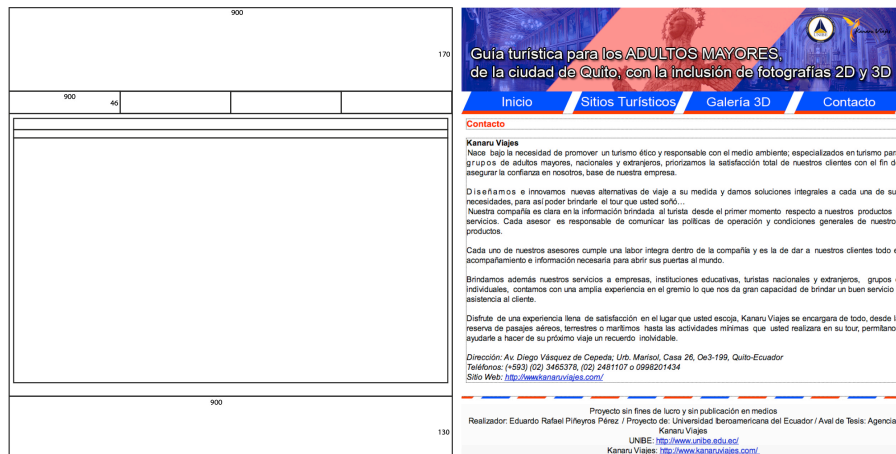 900
170
900
46
900
130
Guía turística para los ADULTOS MAYORES,
de la ciudad de Quito, con la inclusión de fotografías 2D y 3D
Kanaru Viajes
Inicio
Sitios Turísticos
Galería 3D
Contacto
Contacto
Kanaru Viajes
Nace bajo la necesidad de promover un turismo ético y responsable con el medio ambiente; especializados en turismo par
grupos de adultos mayores, nacionales y extranjeros, priorizamos la satisfacción total de nuestros clientes con el fin d
asegurar la confianza en nosotros, base de nuestra empresa.
Diseñamos e innovamos nuevas alternativas de viaje a su medida y damos soluciones integrales a cada una de su
necesidades, para así poder brindarle el tour que usted soñó…
Nuestra compañía es clara en la información brindada al turista desde el primer momento respecto a nuestros productos
servicios. Cada asesor es responsable de comunicar las políticas de operación y condiciones generales de nuestro
productos.
Cada uno de nuestros asesores cumple una labor integra dentro de la compañía y es la de dar a nuestros clientes todo e
acompañamiento e información necesaria para abrir sus puertas al mundo.
Brindamos además nuestros servicios a empresas, instituciones educativas, turistas nacionales y extranjeros, grupos
individuales, contamos con una amplia experiencia en el gremio lo que nos da gran capacidad de brindar un buen servicio
asistencia al cliente.
Disfrute de una experiencia llena de satisfacción en el lugar que usted escoja, Kanaru Viajes se encargara de todo, desde l
reserva de pasajes aéreos, terrestres o marítimos hasta las actividades mínimas que usted realizara en su tour, permítano
ayudarle a hacer de su próximo viaje un recuerdo inolvidable.
Dirección: Av. Diego Vásquez de Cepeda; Urb. Marisol, Casa 26, Oe3-199, Quito-Ecuador
Teléfonos: (+593) (02) 3465378, (02) 2481107 o 0998201434
Sitio Web: http://www.kanaruviajes.com/
Proyecto sin fines de lucro y sin publicación en medios
Realizador: Eduardo Rafael Piñeyros Pérez / Proyecto de: Universidad Iberoamericana del Ecuador / Aval de Tesis: Agencia
Kanaru Viajes
UNIBE: http://www.unibe.edu.ec/
Kanaru Viajes: http://www.kanaruviajes.com/